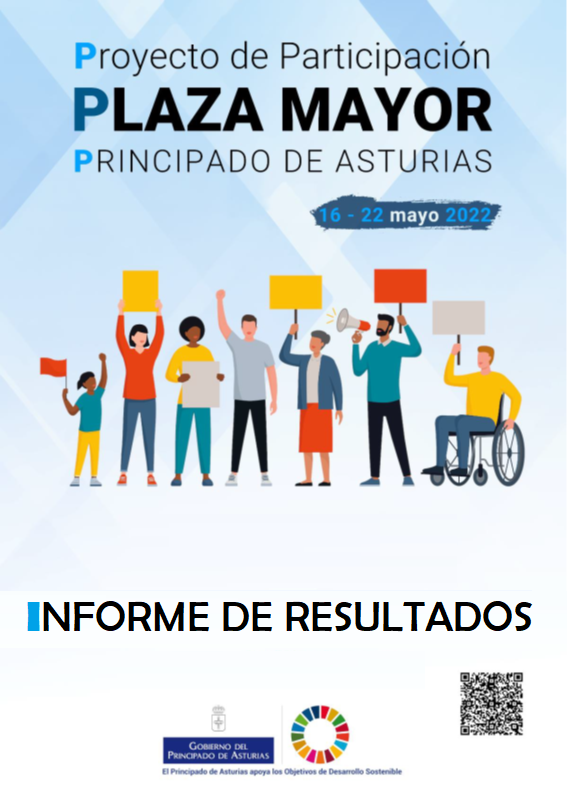 Proyecto de Participación
PLAZA MAYOR
PRINCIPADO DE ASTURIAS
16 - 22 mayo 2022
INFORME DE RESULTADOS
GOBIERNO DEL
PRINCIPADO DE ASTURIAS
El Principado de Asturias apoya los Objetivos de Desarrollo Sostenible